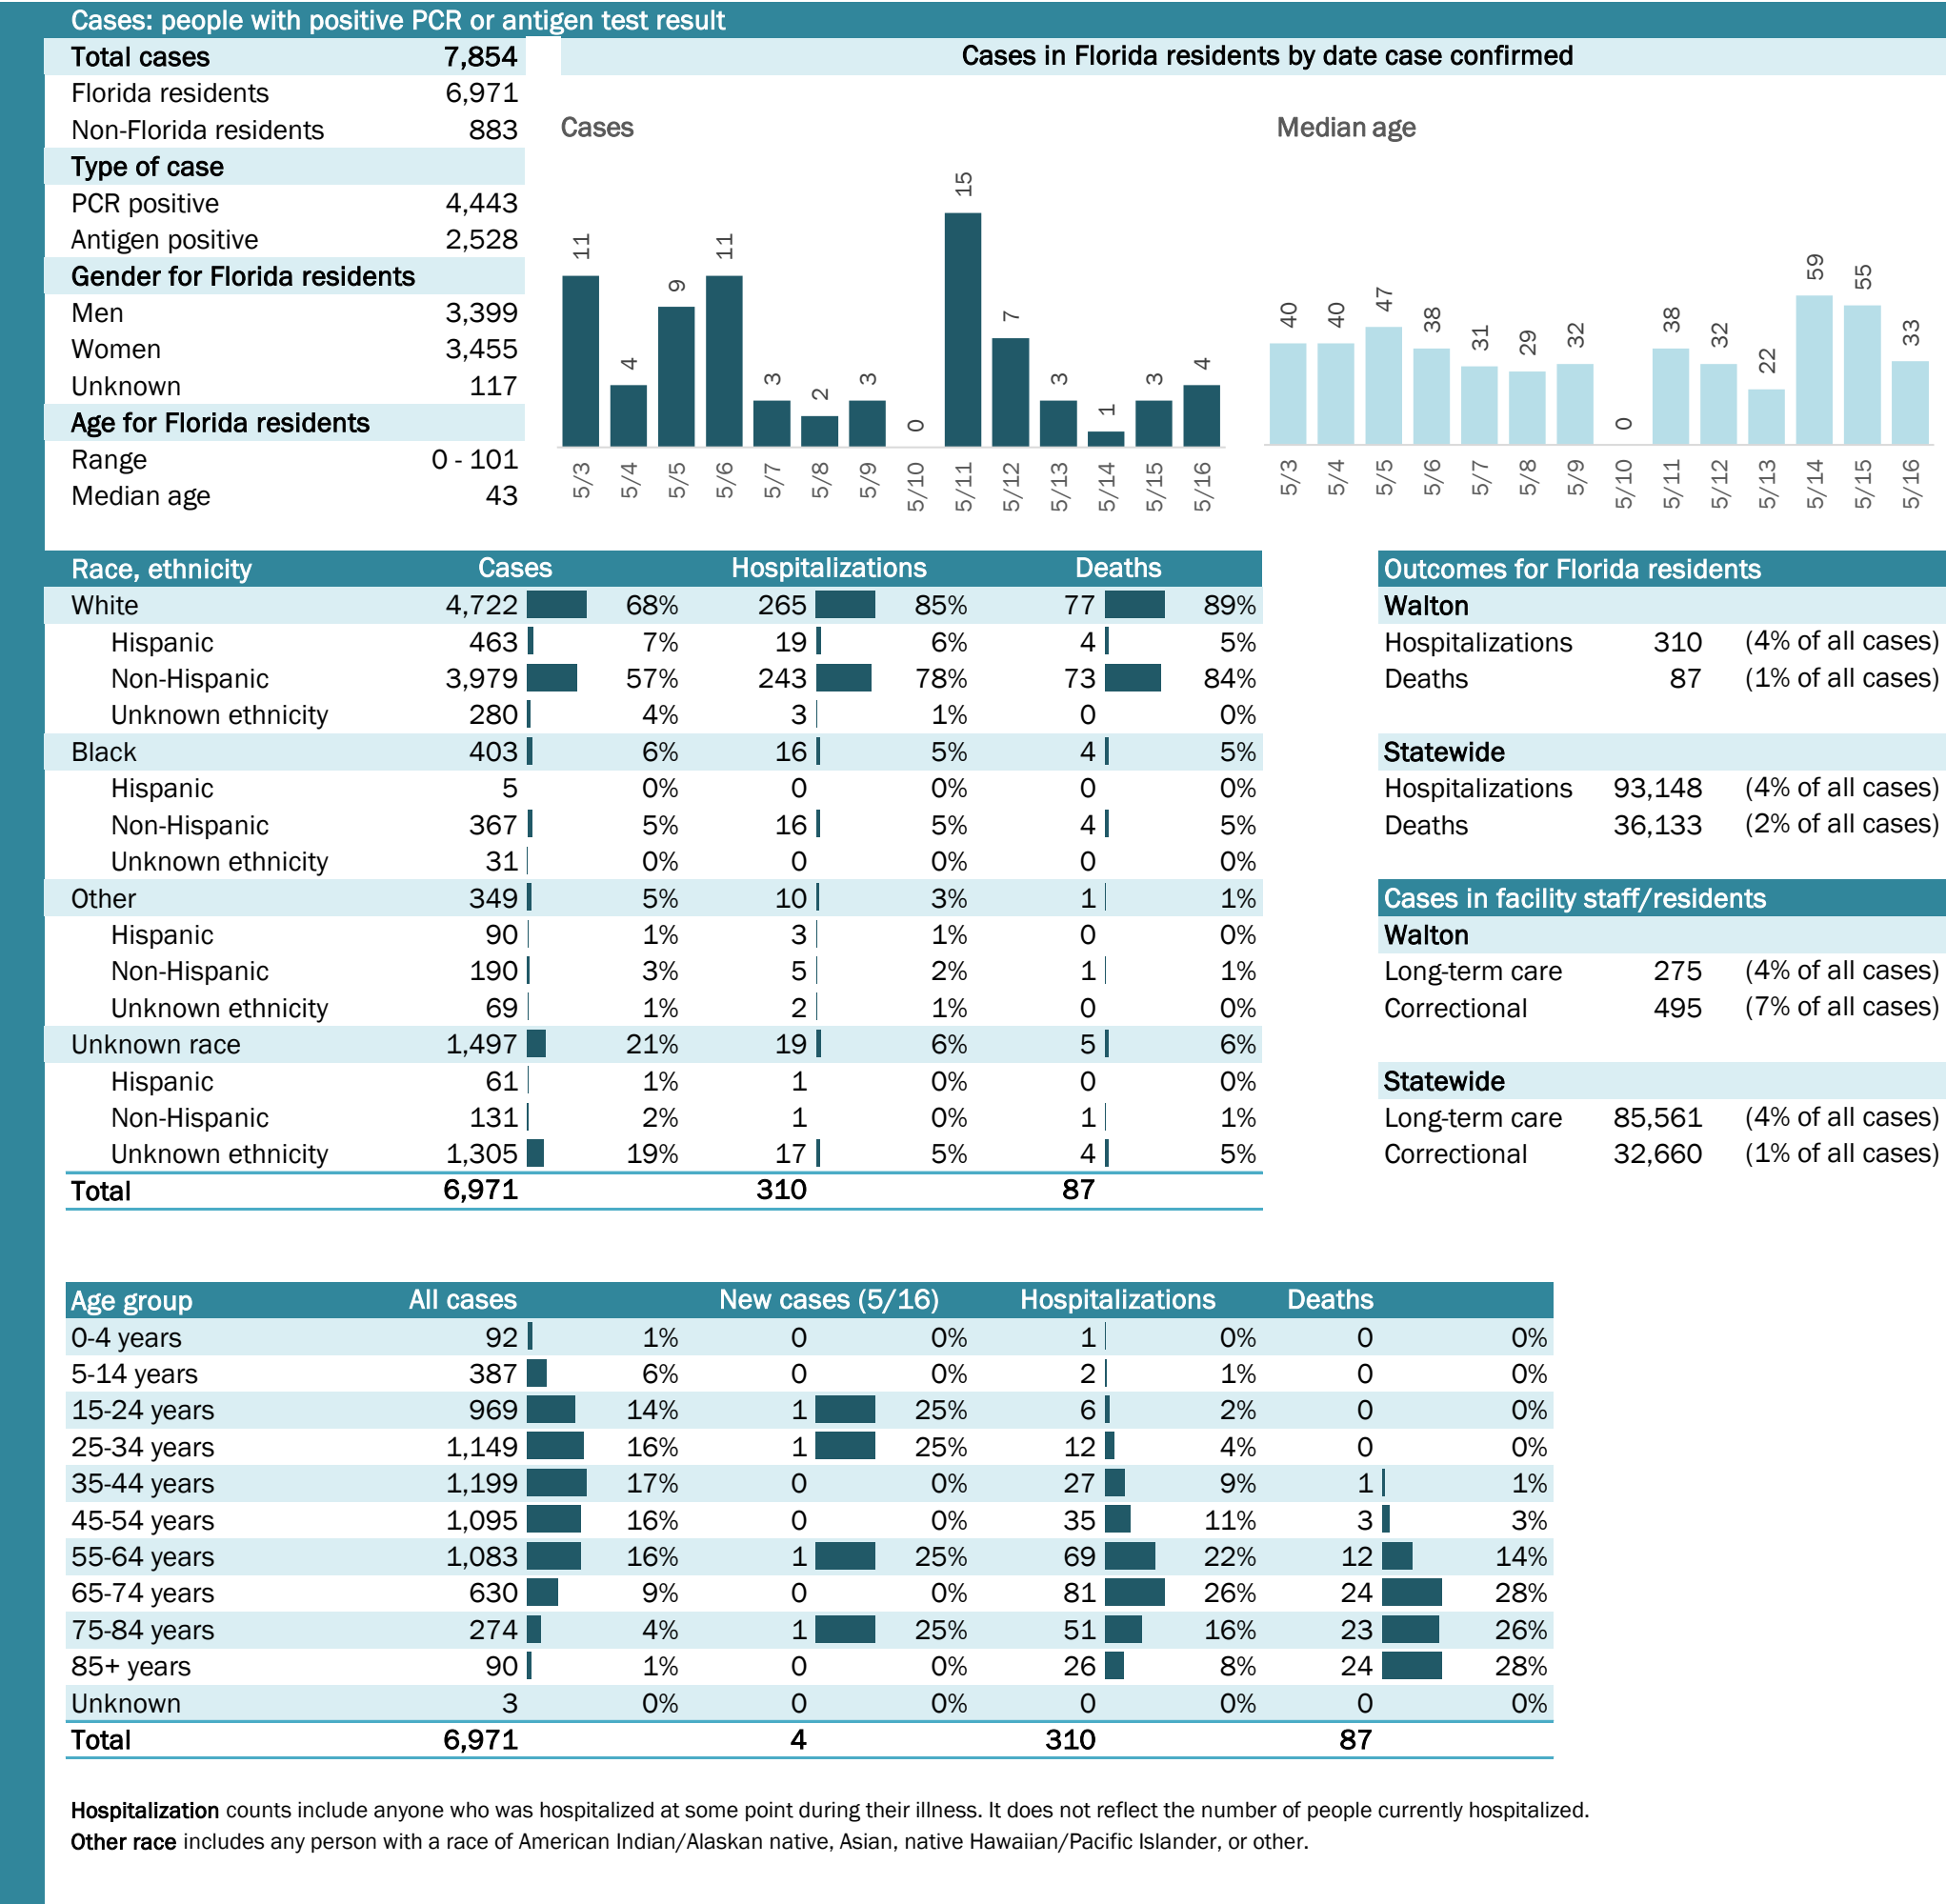 Cases: people with positive PCR or antigen test result
Total cases 7,854
Florida residents 6,971
Non-Florida residents 883
Type of case
PCR positive 4,443
Antigen positive 2,528
Gender for Florida residents
Men 3,399
Women 3,455
Unknown 117
Age for Florida residents
Range 0 - 101
Median age 43
Cases in Florida residents by date case confirmed
Cases
11 4 9 11 3 2 3 0 15 7 3 1 3 4
5/3 5/4 5/5 5/6 5/7 5/8 5/9 5/10 5/11 5/12 5/13 5/14 5/15 5/16
Median age
40 40 47 38 31 29 32 0 38 32 22 59 55 33
5/3 5/4 5/5 5/6 5/7 5/8 5/9 5/10 5/11 5/12 5/13 5/14 5/15 5/16
Race, ethnicity Cases Hospitalizations Deaths
White 4,722 68% 265 85% 77 89%
Hispanic 463 7% 19 6% 4 5%
Non-Hispanic 3,979 57% 243 78% 73 84%
Unknown ethnicity 280 4% 3 1% 0 0%
Black 403 6% 16 5% 4 5%
Hispanic 5 0% 0 0% 0 0%
Non-Hispanic 367 5% 16 5% 4 5%
Unknown ethnicity 31 0% 0 0% 0 0%
Other 349 5% 10 3% 1 1%
Hispanic 90 1% 3 1% 0 0%
Non-Hispanic 190 3% 5 2% 1 1%
Unknown ethnicity 69 1% 2 1% 0 0%
Unknown race 1,497 21% 19 6% 5 6%
Hispanic 61 1% 1 0% 0 0%
Non-Hispanic 131 2% 1 0% 1 1%
Unknown ethnicity 1,305 19% 17 5% 4 5%
Total 6,971 310 87
Outcomes for Florida residents
Walton
Hospitalizations 310 (4% of all cases)
Deaths 87 (1% of all cases)
Statewide
Hospitalizations 93,148 (4% of all cases)
Deaths 36,133 (2% of all cases)
Cases in facility staff/residents
Walton
Long-term care 275 (4% of all cases)
Correctional 495 (7% of all cases)
Statewide
Long-term care 85,561 (4% of all cases)
Correctional 32,660 (1% of all cases)
Age group All cases New cases (5/16) Hospitalizations Deaths
0-4 years 92 1% 0 0% 1 0% 0 0%
5-14 years 387 6% 0 0% 2 1% 0 0%
15-24 years 969 14% 1 25% 6 2% 0 0%
25-34 years 1,149 16% 1 25% 12 4% 0 0%
35-44 years 1,199 17% 0 0% 27 9% 1 1%
45-54 years 1,095 16% 0 0% 35 11% 3 3%
55-64 years 1,083 16% 1 25% 69 22% 12 14%
65-74 years 630 9% 0 0% 81 26% 24 28%
75-84 years 274 4% 1 25% 51 16% 23 26%
85+ years 90 1% 0 0% 26 8% 24 28%
Unknown 3 0% 0 0% 0 0% 0 0%
Total 6,971 4 310 87
Hospitalization counts include anyone who was hospitalized at some point during their illness. It does not reflect the number of people currently hospitalized.
Other race includes any person with a race of American Indian/Alaskan native, Asian, native Hawaiian/Pacific Islander, or other.